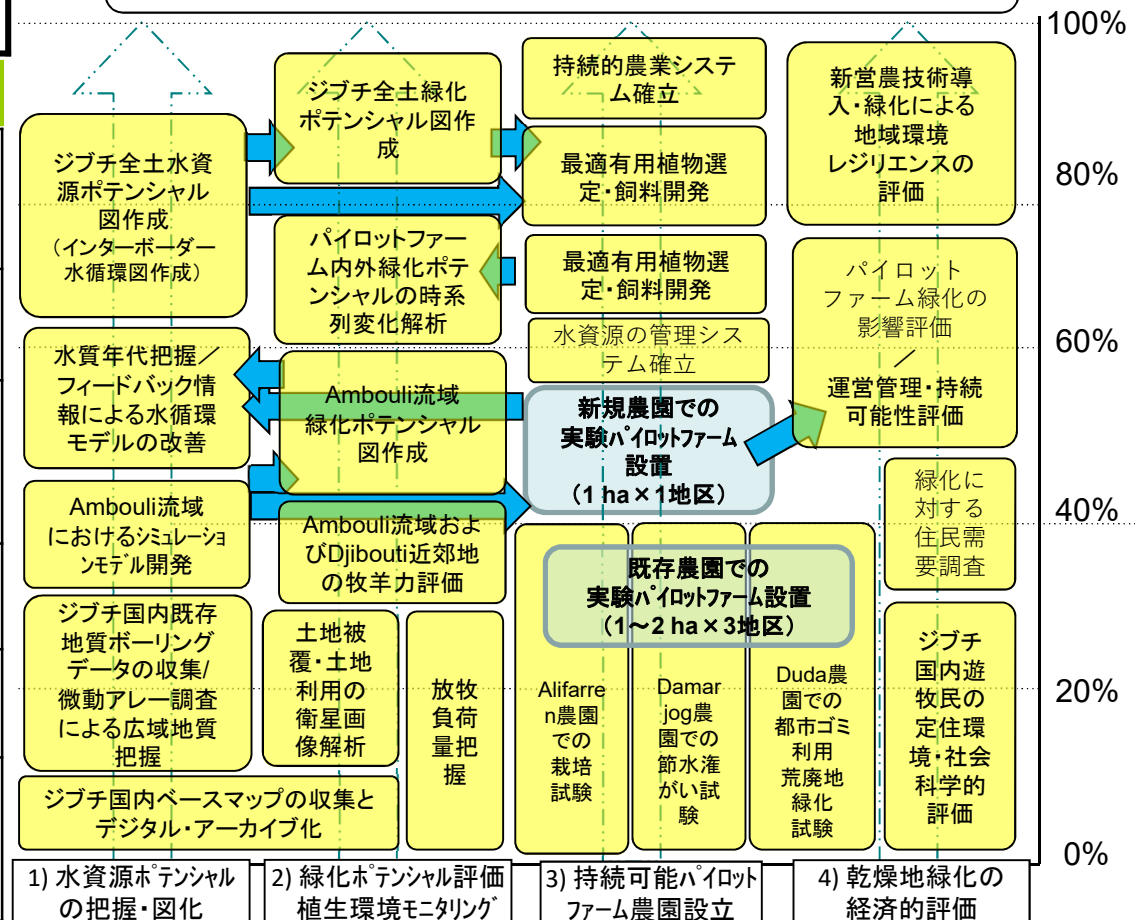 100%
80%
60%
40%
20%
0%
ジブチ全土水資
源ポテンシャル
図作成
（インターボーダー
水循環図作成）
水質年代把握／
フィードバック情
報による水循環
モデルの改善
Ambouli流域
におけるｼﾐｭﾚｰｼｮ
ﾝﾓﾃﾞﾙ開発
ジブチ国内既存
地質ボーリング
データの収集/
微動アレー調査
による広域地質
把握
ジブチ国内ベースマップの収集と
デジタル・アーカイブ化
ジブチ全土緑化
ポテンシャル図作
成
パイロットファー
ム内外緑化ポテ
ンシャルの時系
列変化解析
Ambouli流域
緑化ポテンシャル
図作成
Ambouli流域およ
びDjibouti近郊地
の牧羊力評価
土地被
覆・土地
利用の
衛星画
像解析
放牧
負荷
量把
握
持続的農業システ
ム確立
最適有用植物選
定・飼料開発
最適有用植物選
定・飼料開発
水資源の管理シス
テム確立
新規農園での
実験ﾊﾟｲﾛｯﾄﾌｧｰﾑ
設置
（1 ha×1地区）
既存農園での
実験ﾊﾟｲﾛｯﾄﾌｧｰﾑ設置
（1～2 ha×3地区）
Alifarre
n農園
での
栽培
試験
Damar
jog農
園での
節水潅
がい試
験
Duda農
園での
都市ゴミ
利用
荒廃地
緑化
試験
新営農技術導
入・緑化による
地域環境
レジリエンスの
評価
パイロット
ファーム緑化の
影響評価
／
運営管理・持続
可能性評価
緑化に
対する
住民需
要調査
ジブチ
国内遊
牧民の
定住環
境・社会
科学的
評価
1) 水資源ﾎﾟﾃﾝｼｬﾙ
の把握・図化
2) 緑化ﾎﾟﾃﾝｼｬﾙ評価
植生環境ﾓﾆﾀﾘﾝｸﾞ
3) 持続可能ﾊﾟｲﾛｯﾄ
ﾌｧｰﾑ農園設立
4) 乾燥地緑化の
経済的評価